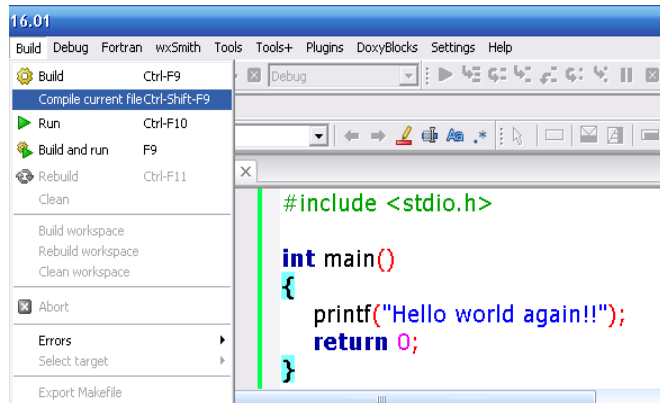 16.01
Build Debug Fortran wxSmith Tools Tools+ Plugins DoxyBlocks Settings Help
Build Ctrl-F9
Debug
Compile current file Ctrl-Shift-F9
Run Ctrl-F10
Build and run F9
Rebuild Ctrl-F11
Clean
Build workspace
Rebuild workspace
Clean workspace
Abort
Errors
Select target
Export Makefile
#include <stdio.h>
int main()
{
printf("Hello world again!!");
return 0;
}